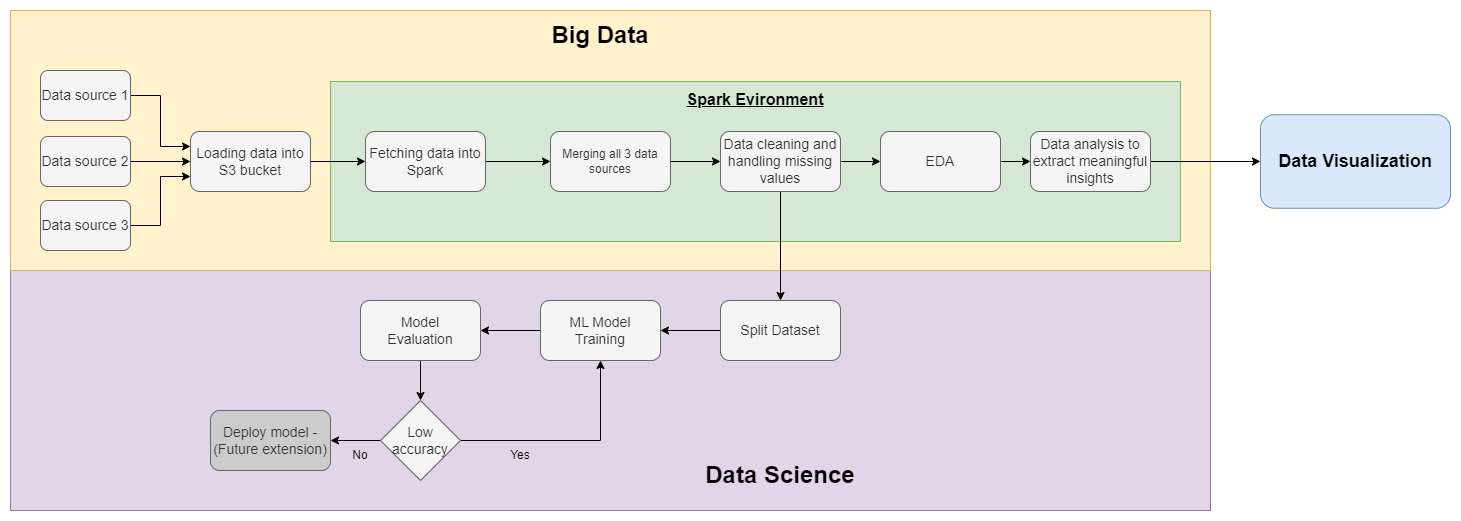 Big Data
Data source 1
Data source 2
Data source 3
Loading data into
S3 bucket
Spark Evironment
Fetching data into
Spark
Merging all 3 data
sources
Data cleaning and
handling missing
values
EDA
Data analysis to
extract meaningful
insights
Data Visualization
Split Dataset
ML Model
Training
Model
Evaluation
Low
accuracy
Yes
No
Deploy model -
(Future extension)
Data Science